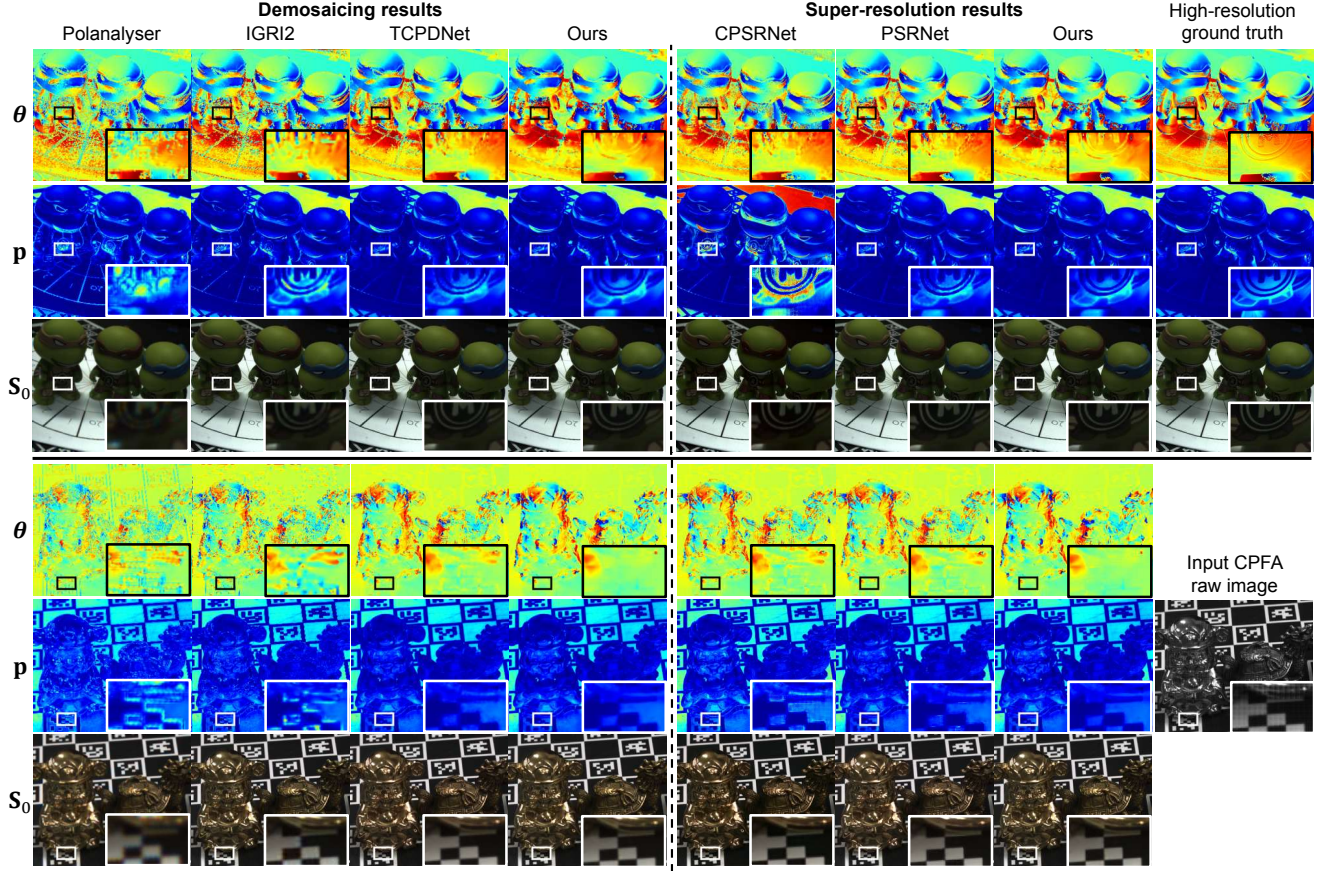 Demosaicing results
Super-resolution results
High-resolution
ground truth
Polanalyser
IGRI2
TCPDNet
Ours
CPSRNet
PSRNet
Ours
θ
p
S₀
θ
Input CPFA
raw image
p
S₀